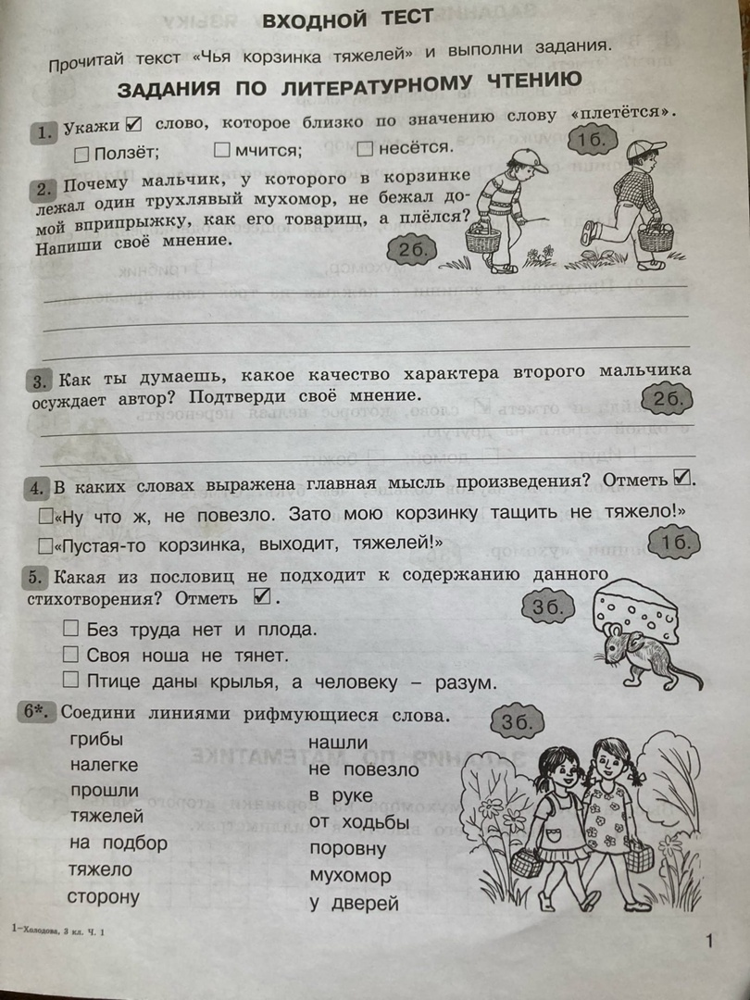 ВХОДНОЙ ТЕСТ
Прочитай текст «Чья корзинка тяжелей» и выполни задания.
ЗАДАНИЯ ПО ЛИТЕРАТУРНОМУ ЧТЕНИЮ
1. Укажи ☑ слово, которое близко по значению слову «плетётся».
☐ Ползёт; ☐ мчится; ☐ несётся.
1б.
2. Почему мальчик, у которого в корзинке
лежал один трухлявый мухомор, не бежал до-
мой вприпрыжку, как его товарищ, а плёлся?
Напиши своё мнение.
2б.
3. Как ты думаешь, какое качество характера второго мальчика
осуждает автор? Подтверди своё мнение.
2б.
4. В каких словах выражена главная мысль произведения? Отметь ☑.
☐ «Ну что ж, не повезло. Зато мою корзинку тащить не тяжело!»
☐ «Пустая-то корзинка, выходит, тяжелей!»
1б.
5. Какая из пословиц не подходит к содержанию данного
стихотворения? Отметь ☑.
3б.
☐ Без труда нет и плода.
☐ Своя ноша не тянет.
☐ Птице даны крылья, а человеку – разум.
6*. Соедини линиями рифмующиеся слова.
3б.
грибы нашли
налегке не повезло
прошли в руке
тяжелей от ходьбы
на подбор поровну
тяжело мухомор
сторону у дверей
1–Холодова, 3 кл. Ч. 1
1